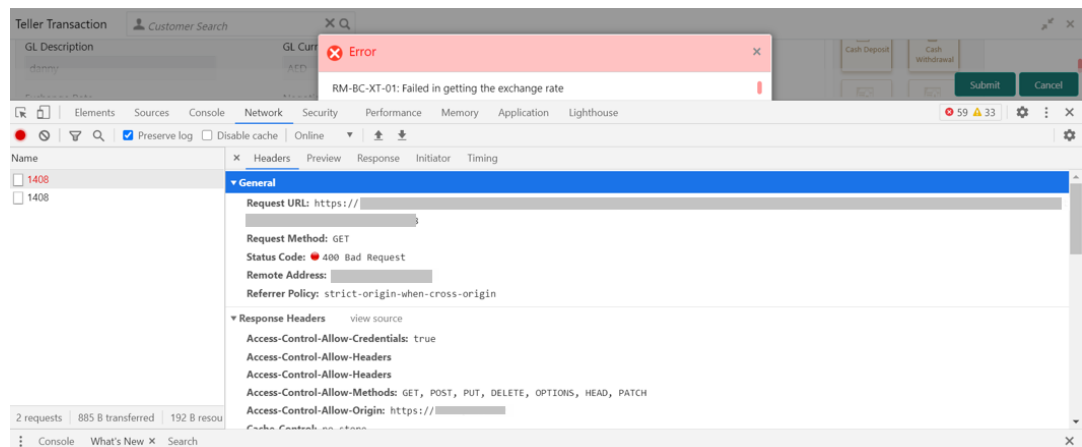 Teller Transaction Customer Search
GL Description GL Curr Error Cash Deposit Cash Withdrawal
danny AED RM-BC-XT-01: Failed in getting the exchange rate Submit Cancel
Elements Sources Console Network Security Performance Memory Application Lighthouse 59 33
Preserve log Disable cache Online
Name × Headers Preview Response Initiator Timing
1408 General
1408 Request URL: https://
Request Method: GET
Status Code: 400 Bad Request
Remote Address:
Referrer Policy: strict-origin-when-cross-origin
Response Headers view source
Access-Control-Allow-Credentials: true
Access-Control-Allow-Headers
Access-Control-Allow-Headers
Access-Control-Allow-Methods: GET, POST, PUT, DELETE, OPTIONS, HEAD, PATCH
2 requests 885 B transferred 192 B resou Access-Control-Allow-Origin: https://
Cache-Control: no-store
Console What's New × Search